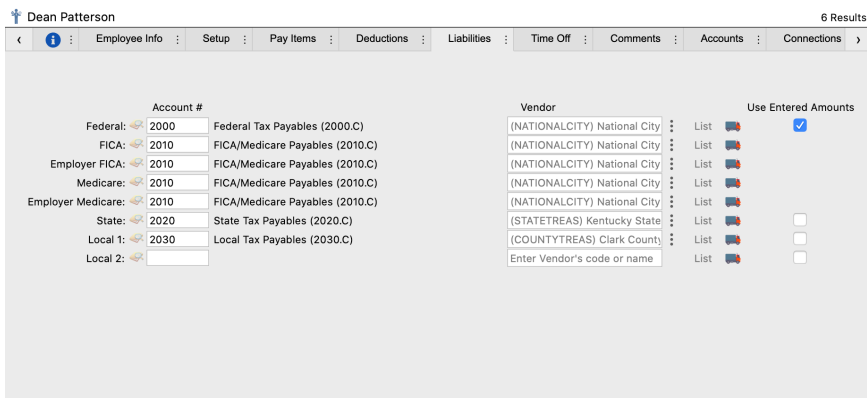 Dean Patterson
6 Results
Employee Info
Setup
Pay Items
Deductions
Liabilities
Time Off
Comments
Accounts
Connections
Account #
Vendor
Use Entered Amounts
Federal: 2000 Federal Tax Payables (2000.C) (NATIONALCITY) National City List
FICA: 2010 FICA/Medicare Payables (2010.C) (NATIONALCITY) National City List
Employer FICA: 2010 FICA/Medicare Payables (2010.C) (NATIONALCITY) National City List
Medicare: 2010 FICA/Medicare Payables (2010.C) (NATIONALCITY) National City List
Employer Medicare: 2010 FICA/Medicare Payables (2010.C) (NATIONALCITY) National City List
State: 2020 State Tax Payables (2020.C) (STATETREAS) Kentucky State List
Local 1: 2030 Local Tax Payables (2030.C) (COUNTYTREAS) Clark County List
Local 2: Enter Vendor's code or name List